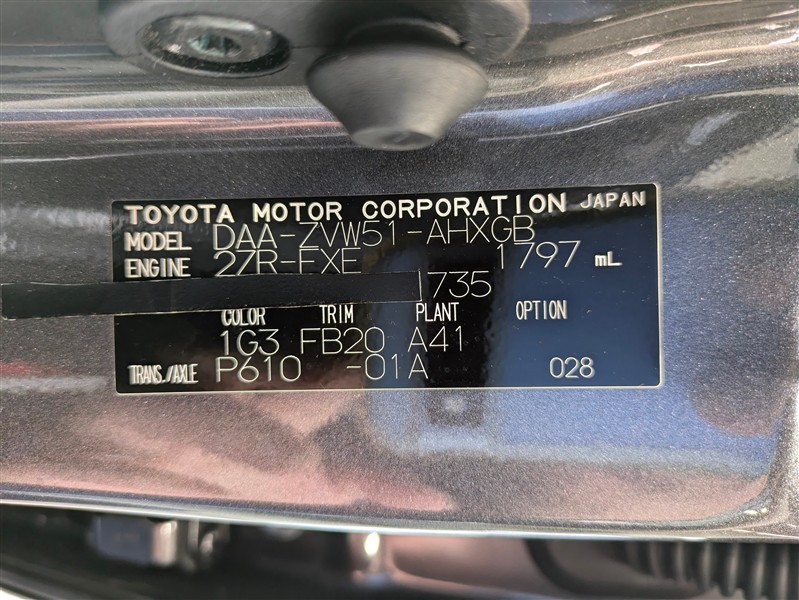 TOYOTA MOTOR CORPORATION JAPAN
MODEL DAA-ZVW51-AHXGB
ENGINE 2ZR-FXE 1797 mL
1735
COLOR TRIM PLANT OPTION
1G3 FB20 A41
TRANS./AXLE P610 -01A 028